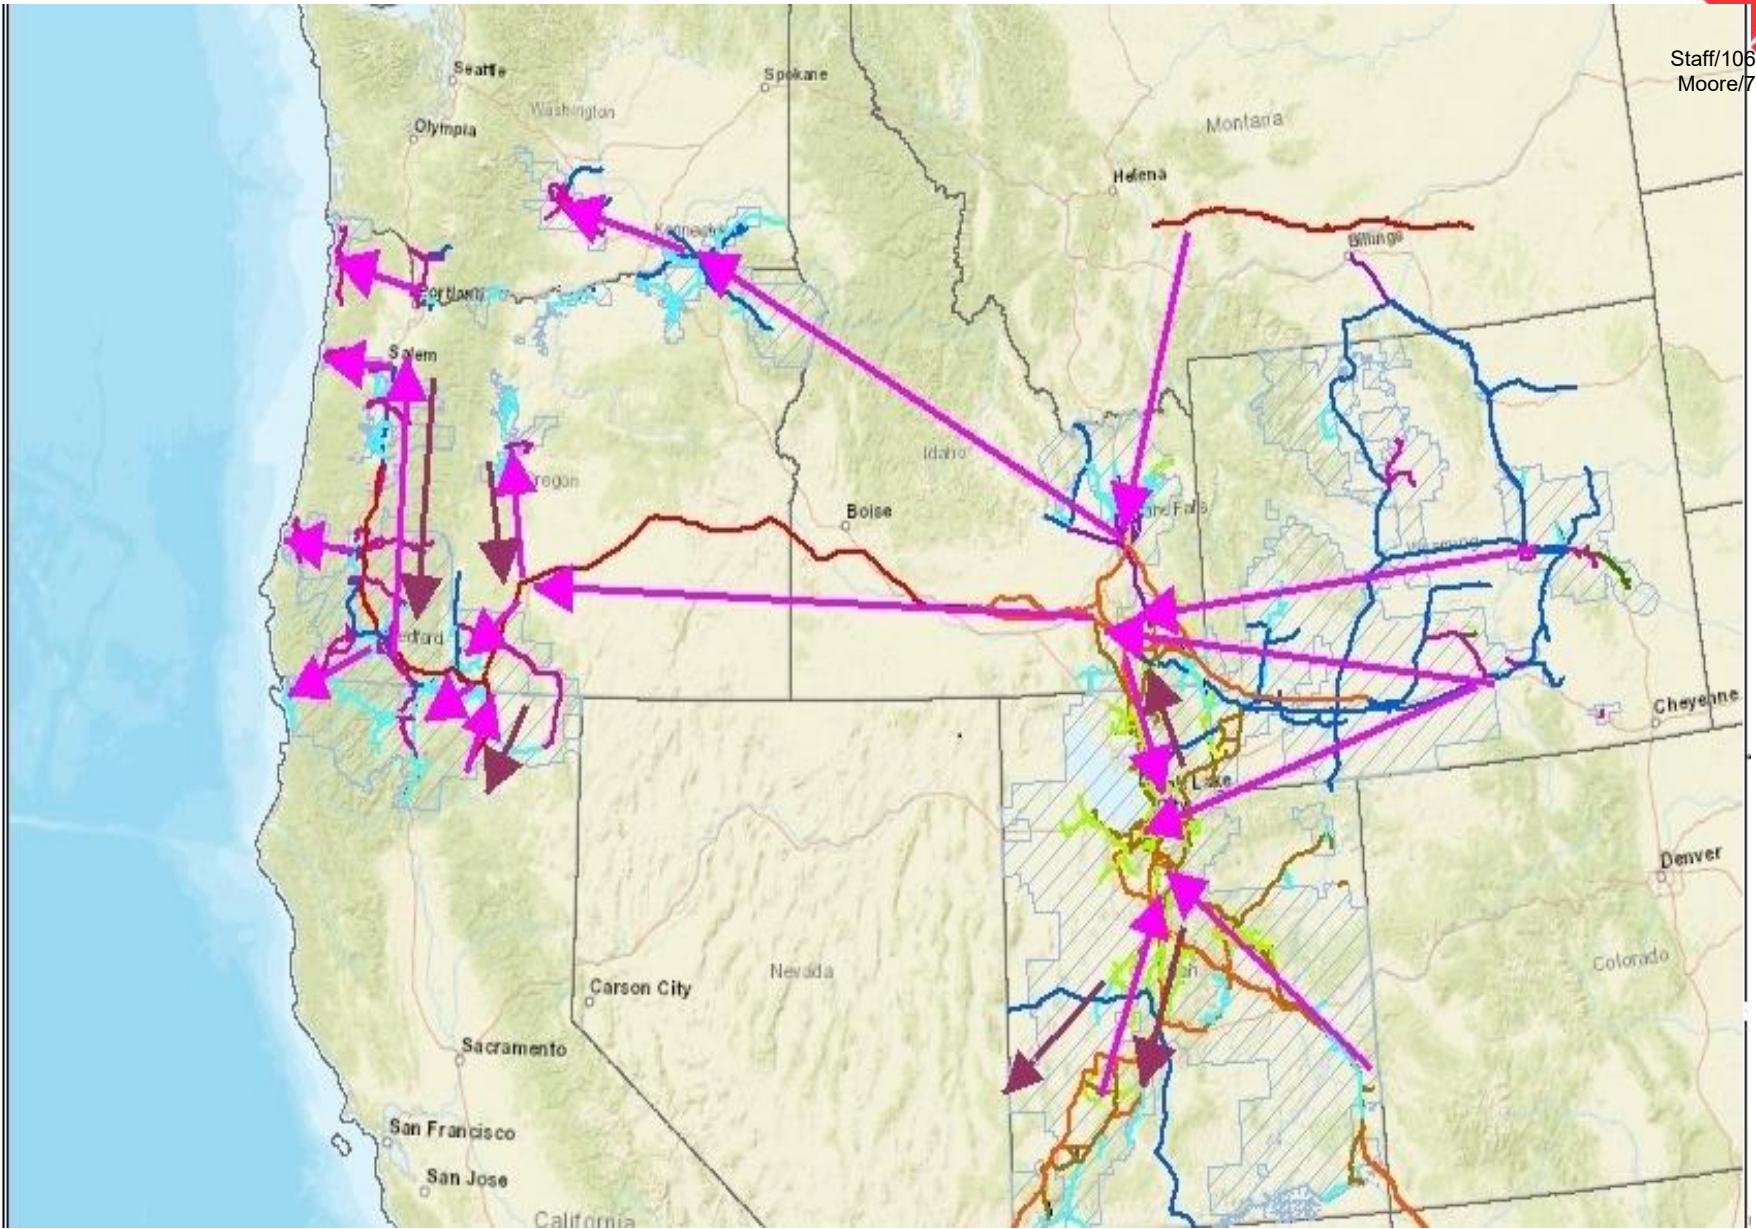 Staff/106
Moore/7
Seattle
Spokane
Washington
Olympia
Montana
Helena
Billings
Salem
Idaho
Boise
Cheyenne
Denver
Colorado
Nevada
Carson City
Sacramento
San Francisco
San Jose
California